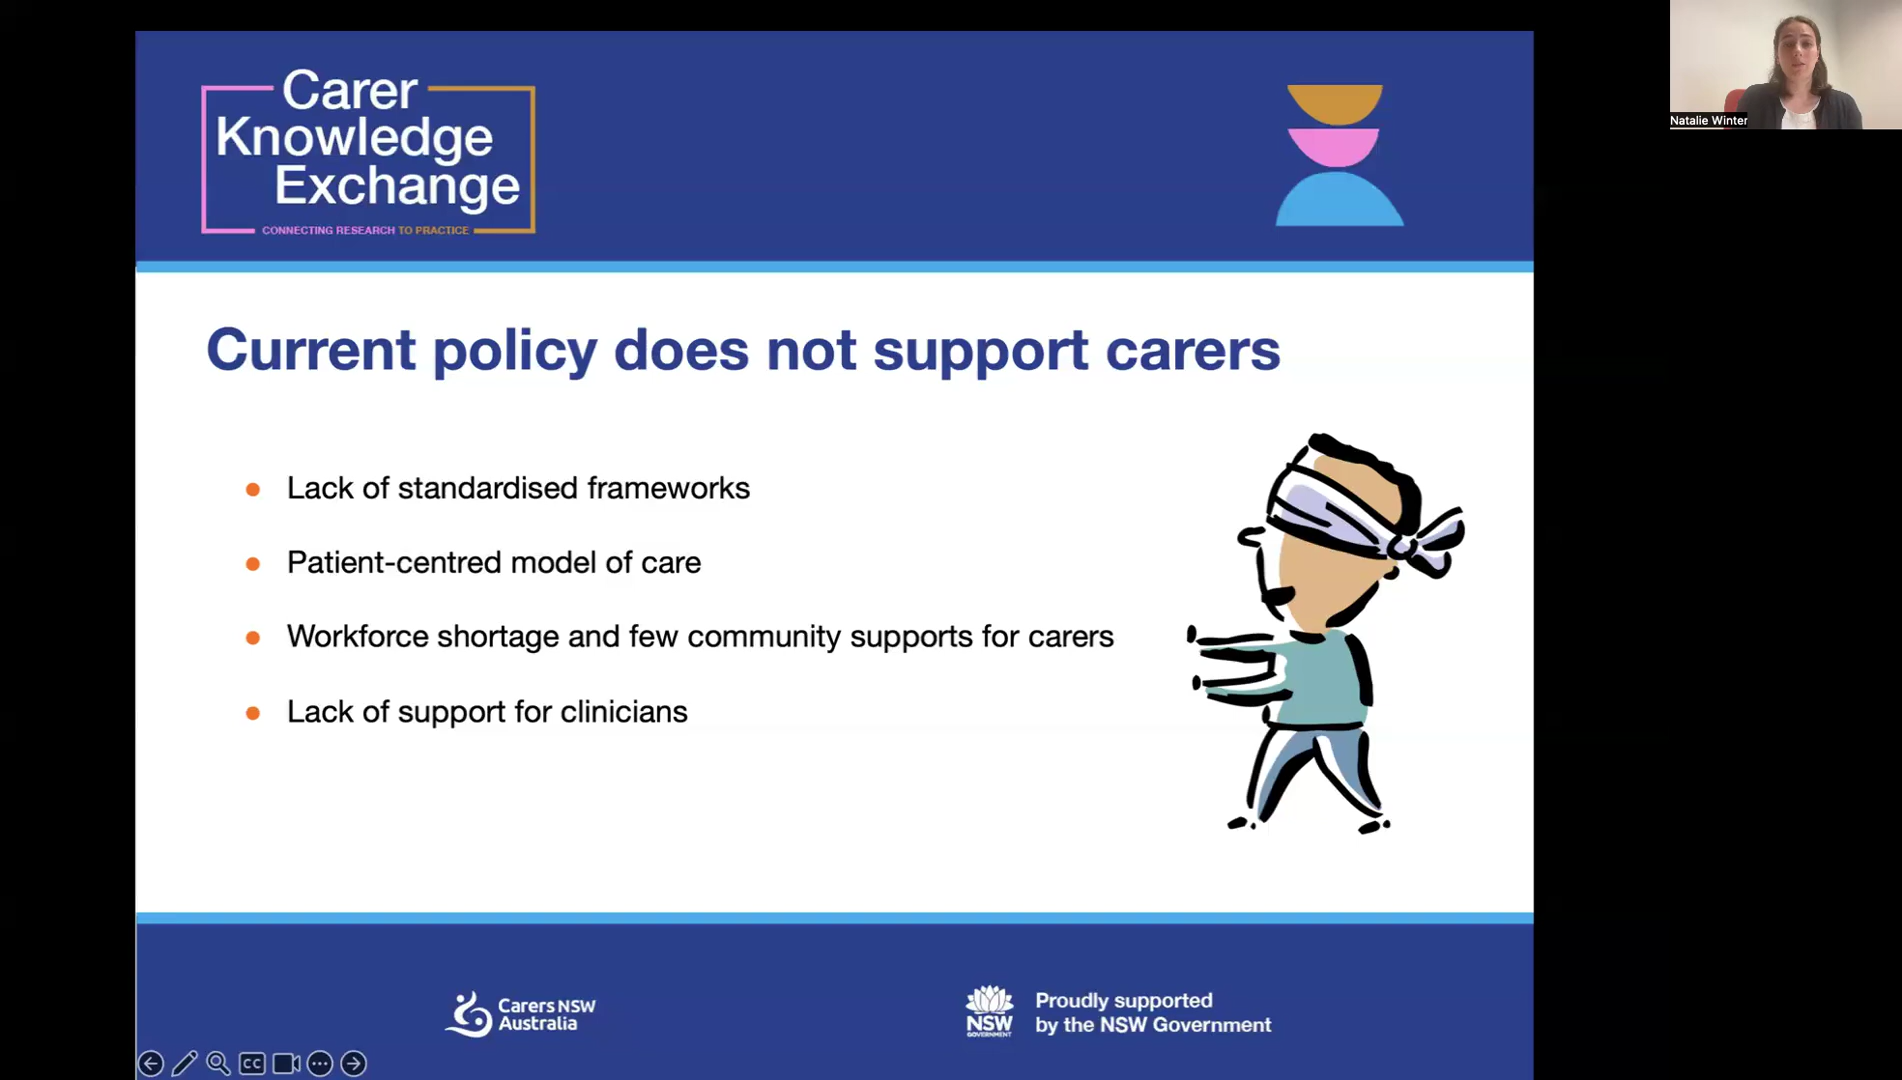 Carer
Knowledge
Exchange
CONNECTING RESEARCH TO PRACTICE
Natalie Winter
Current policy does not support carers
Lack of standardised frameworks
Patient-centred model of care
Workforce shortage and few community supports for carers
Lack of support for clinicians
Carers NSW
Australia
NSW
GOVERNMENT
Proudly supported
by the NSW Government
CC